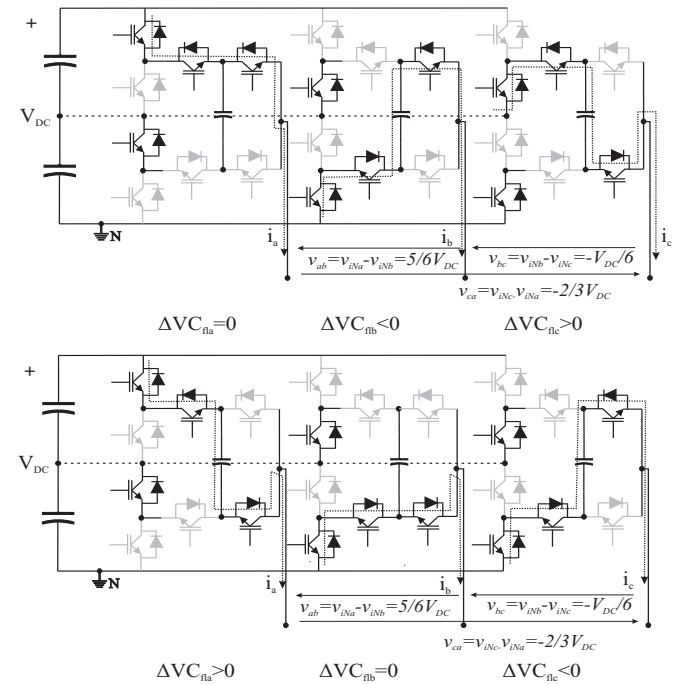 +
V_DC
N
i_a
i_b
i_c
v_ab=v_iNa-v_iNb=5/6V_DC
v_bc=v_iNb-v_iNc=-V_DC/6
v_ca=v_iNc-v_iNa=-2/3V_DC
ΔVC_fla=0
ΔVC_flb<0
ΔVC_flc>0
+
V_DC
N
i_a
i_b
i_c
v_ab=v_iNa-v_iNb=5/6V_DC
v_bc=v_iNb-v_iNc=-V_DC/6
v_ca=v_iNc-v_iNa=-2/3V_DC
ΔVC_fla>0
ΔVC_flb=0
ΔVC_flc<0